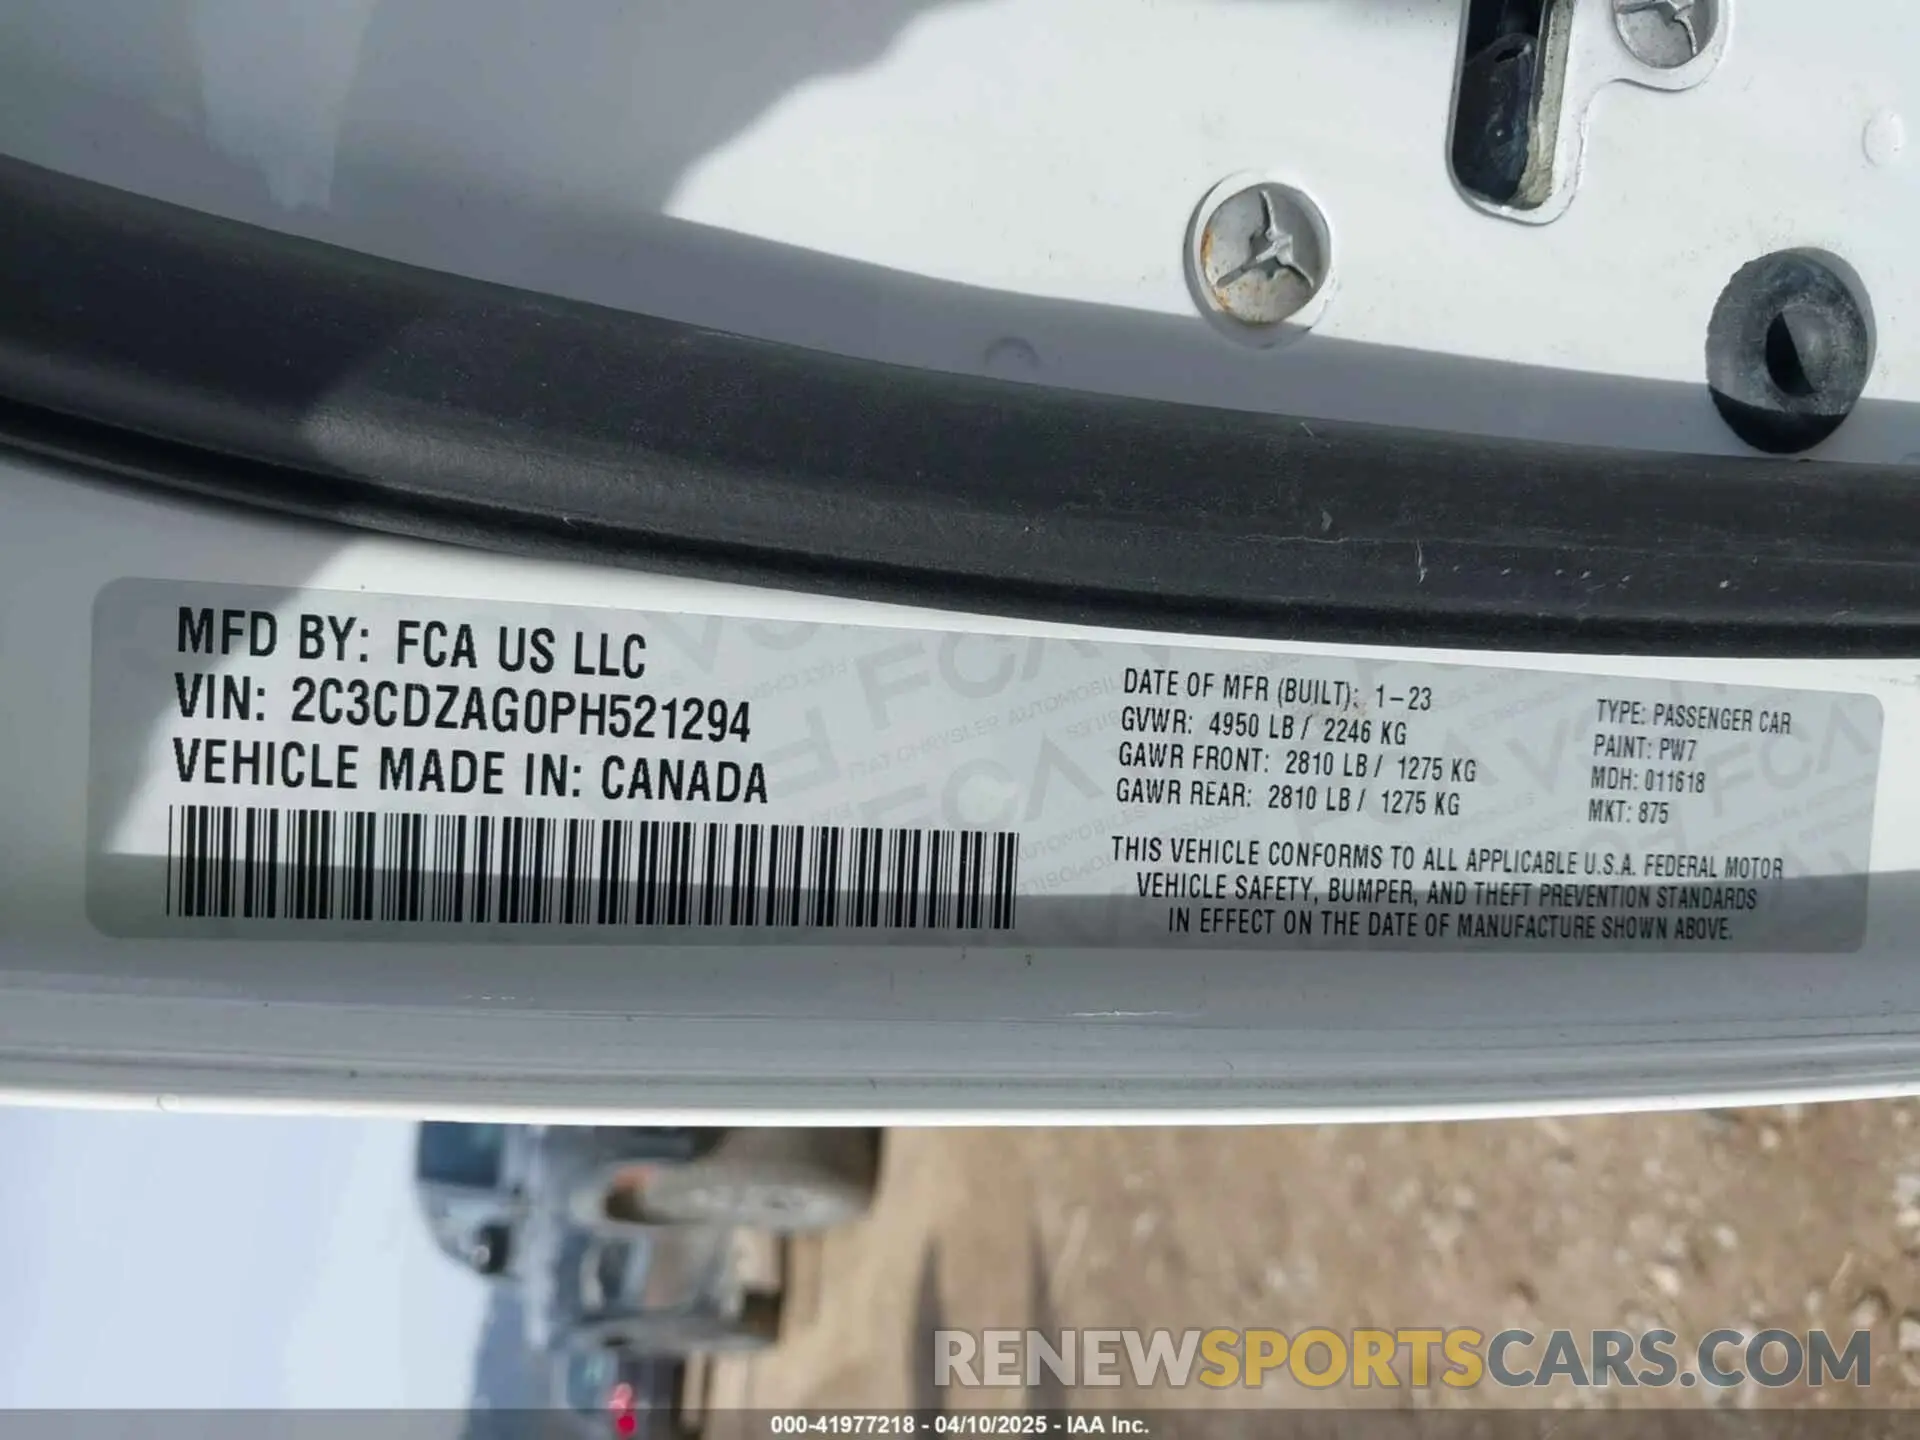 MFD BY: FCA US LLC
VIN: 2C3CDZAG0PH521294
VEHICLE MADE IN: CANADA
DATE OF MFR (BUILT): 1-23
GVWR: 4950 LB / 2246 KG
GAWR FRONT: 2810 LB / 1275 KG
GAWR REAR: 2810 LB / 1275 KG
TYPE: PASSENGER CAR
PAINT: PW7
MDH: 011618
MKT: 875
THIS VEHICLE CONFORMS TO ALL APPLICABLE U.S.A. FEDERAL MOTOR
VEHICLE SAFETY, BUMPER, AND THEFT PREVENTION STANDARDS
IN EFFECT ON THE DATE OF MANUFACTURE SHOWN ABOVE.
RENEWSPORTSCARS.COM
000-41977218 - 04/10/2025 - IAA Inc.